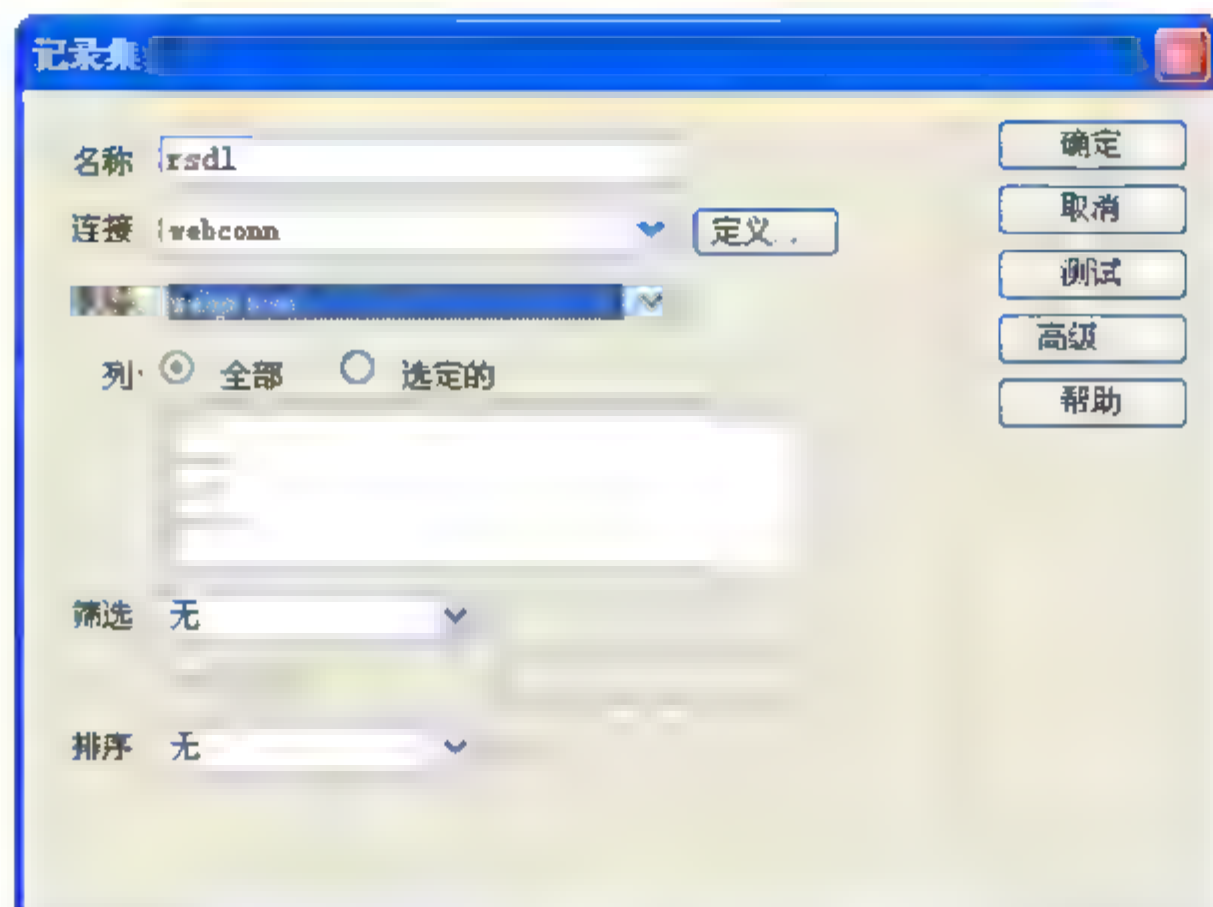 记录集
名称 rsdl
确定
连接 webconn 定义...
取消
测试
高级
列: 全部 选定的
帮助
筛选 无
排序 无